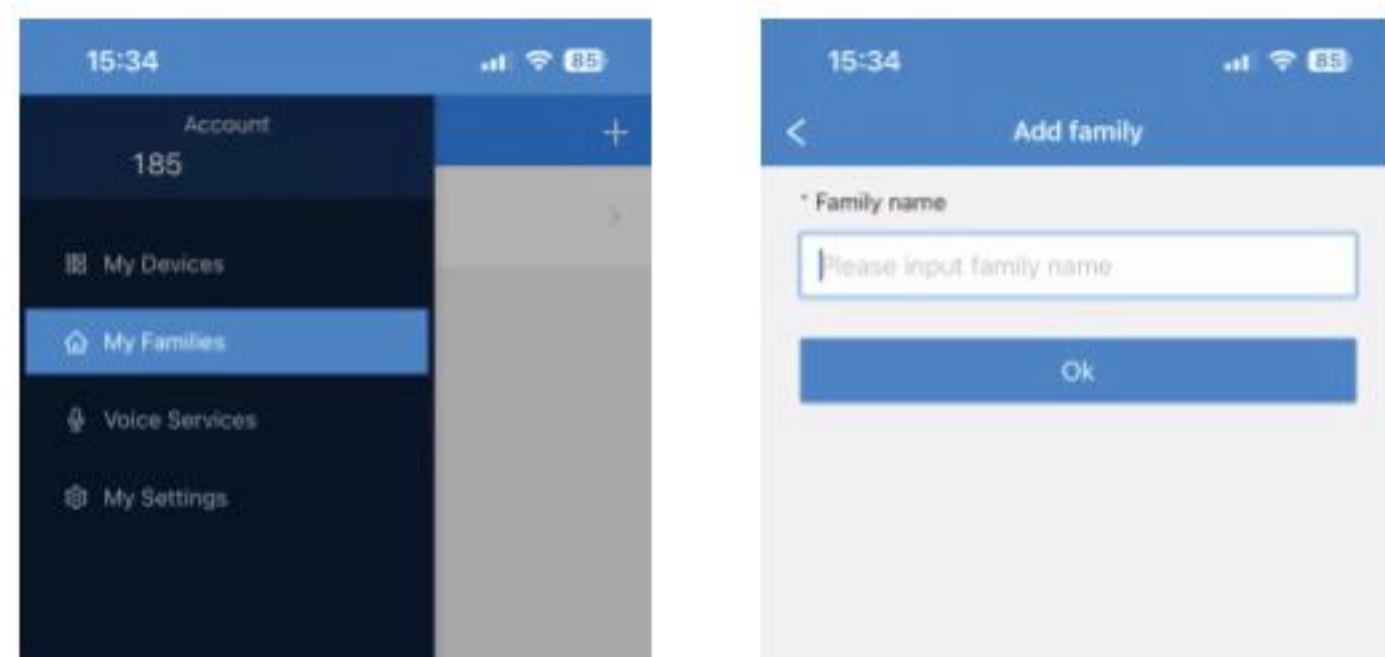 15:34
85
Account
185
My Devices
My Families
Voice Services
My Settings
15:34
85
Add family
* Family name
Please input family name
Ok